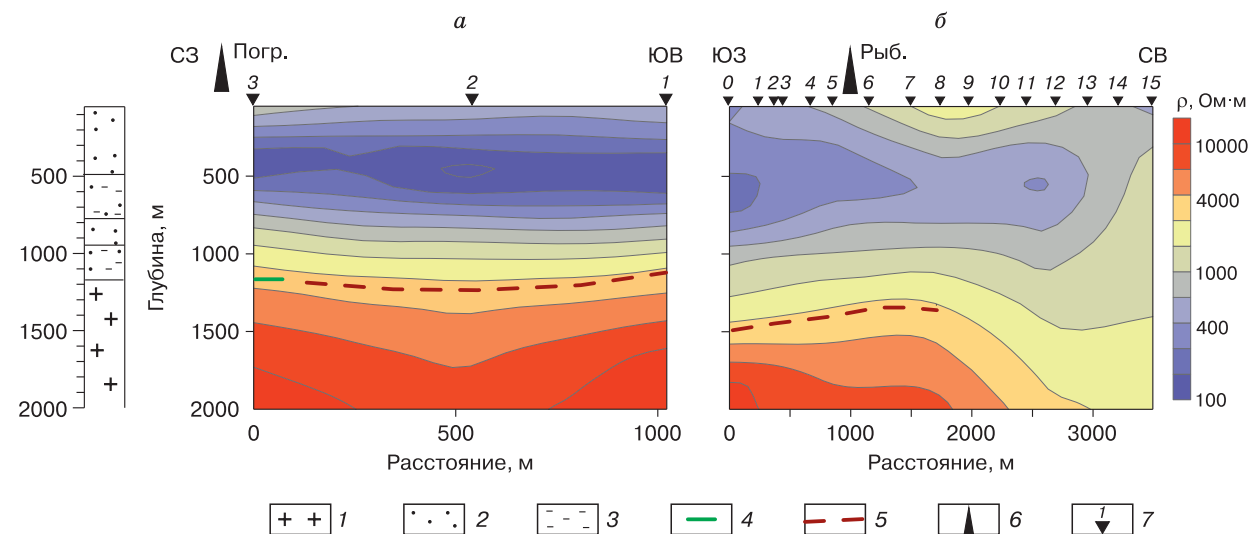 а
б
СЗ Погр. ЮВ
3 2 1
ЮЗ Рыб. СВ
0 1 2 3 4 5 6 7 8 9 10 11 12 13 14 15
500
1000
1500
2000
Глубина, м
500
1000
1500
2000
0 500 1000
Расстояние, м
0 1000 2000 3000
Расстояние, м
ρ, Ом·м
10000
4000
1000
400
100
1 2 3 4 5 6 1 7